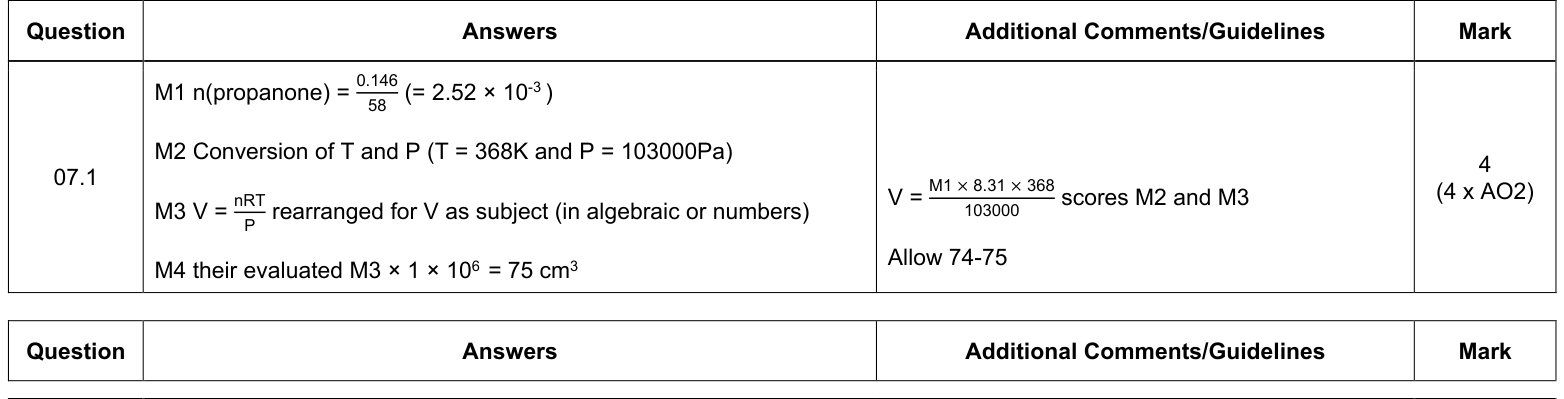 Question Answers Additional Comments/Guidelines Mark
07.1
M1 n(propanone) = 0.146/58 (= 2.52 × 10⁻³ )
M2 Conversion of T and P (T = 368K and P = 103000Pa)
M3 V = nRT/P rearranged for V as subject (in algebraic or numbers)
M4 their evaluated M3 × 1 × 10⁶ = 75 cm³
V = M1 × 8.31 × 368/103000 scores M2 and M3
Allow 74-75
4
(4 x AO2)
Question Answers Additional Comments/Guidelines Mark